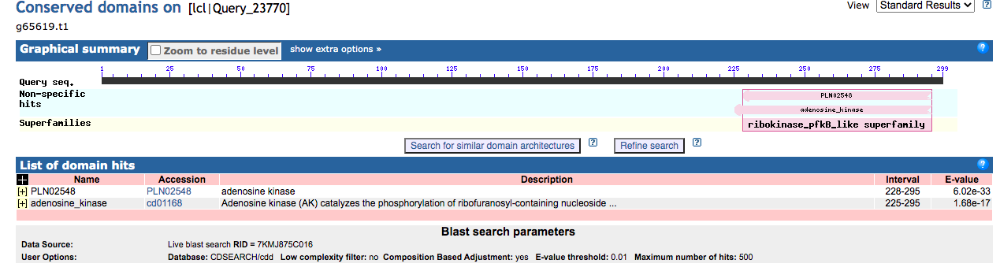 Conserved domains on [lcl|Query_23770]
View Standard Results
g65619.t1
Graphical summary Zoom to residue level show extra options »
1 25 50 75 100 125 150 175 200 225 250 275 299
Query seq.
Non-specific hits
PLN02548
adenosine_kinase
Superfamilies
ribokinase_pfkB_like superfamily
Search for similar domain architectures Refine search
List of domain hits
Name Accession Description Interval E-value
[+] PLN02548 PLN02548 adenosine kinase 228-295 6.02e-33
[+] adenosine_kinase cd01168 Adenosine kinase (AK) catalyzes the phosphorylation of ribofuranosyl-containing nucleoside ... 225-295 1.68e-17
Blast search parameters
Data Source: Live blast search RID = 7KMJ875C016
User Options: Database: CDSEARCH/cdd Low complexity filter: no Composition Based Adjustment: yes E-value threshold: 0.01 Maximum number of hits: 500